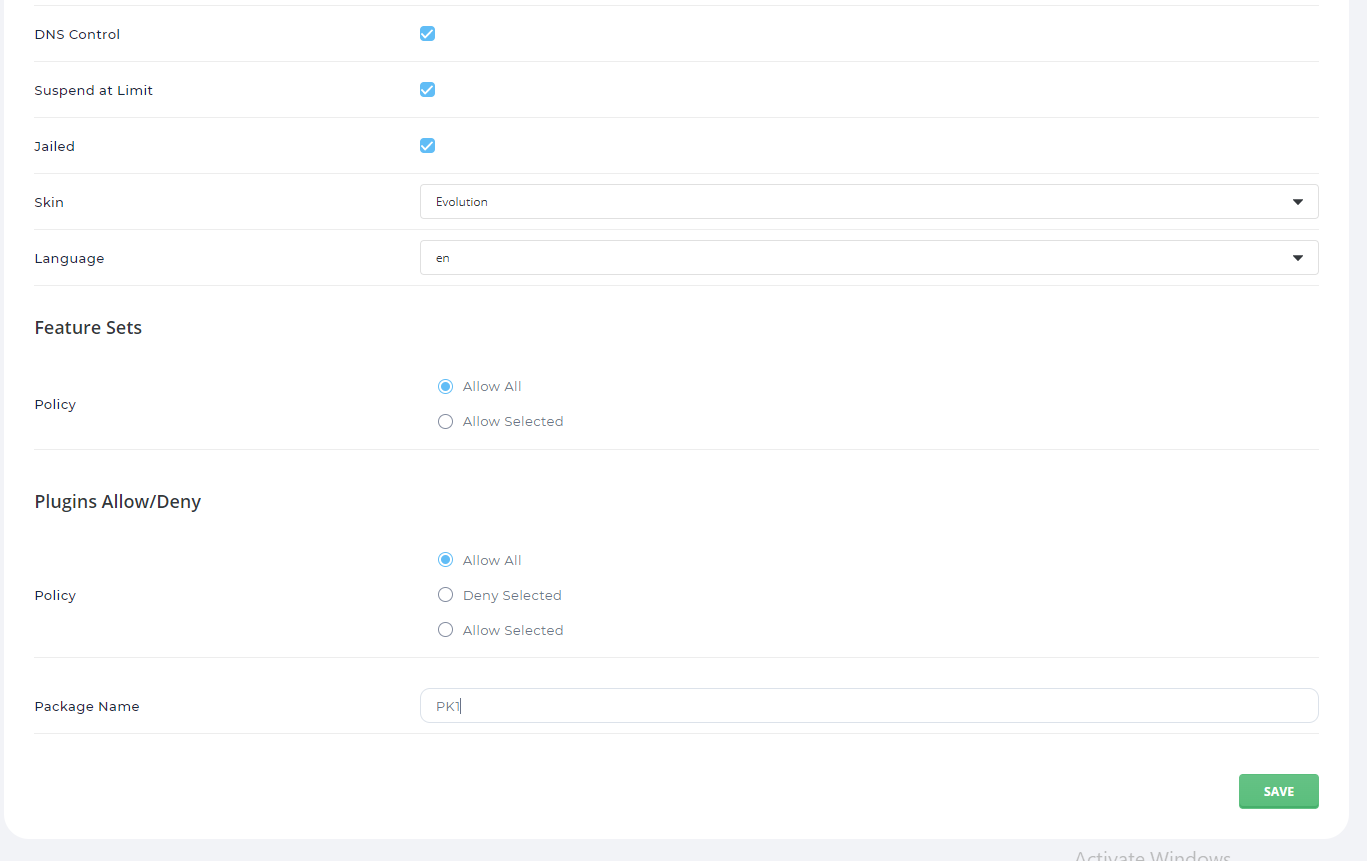 DNS Control
Suspend at Limit
Jailed
Skin
Evolution
Language
en
Feature Sets
Policy
Allow All
Allow Selected
Plugins Allow/Deny
Policy
Allow All
Deny Selected
Allow Selected
Package Name
PK1
SAVE
Activate Windows